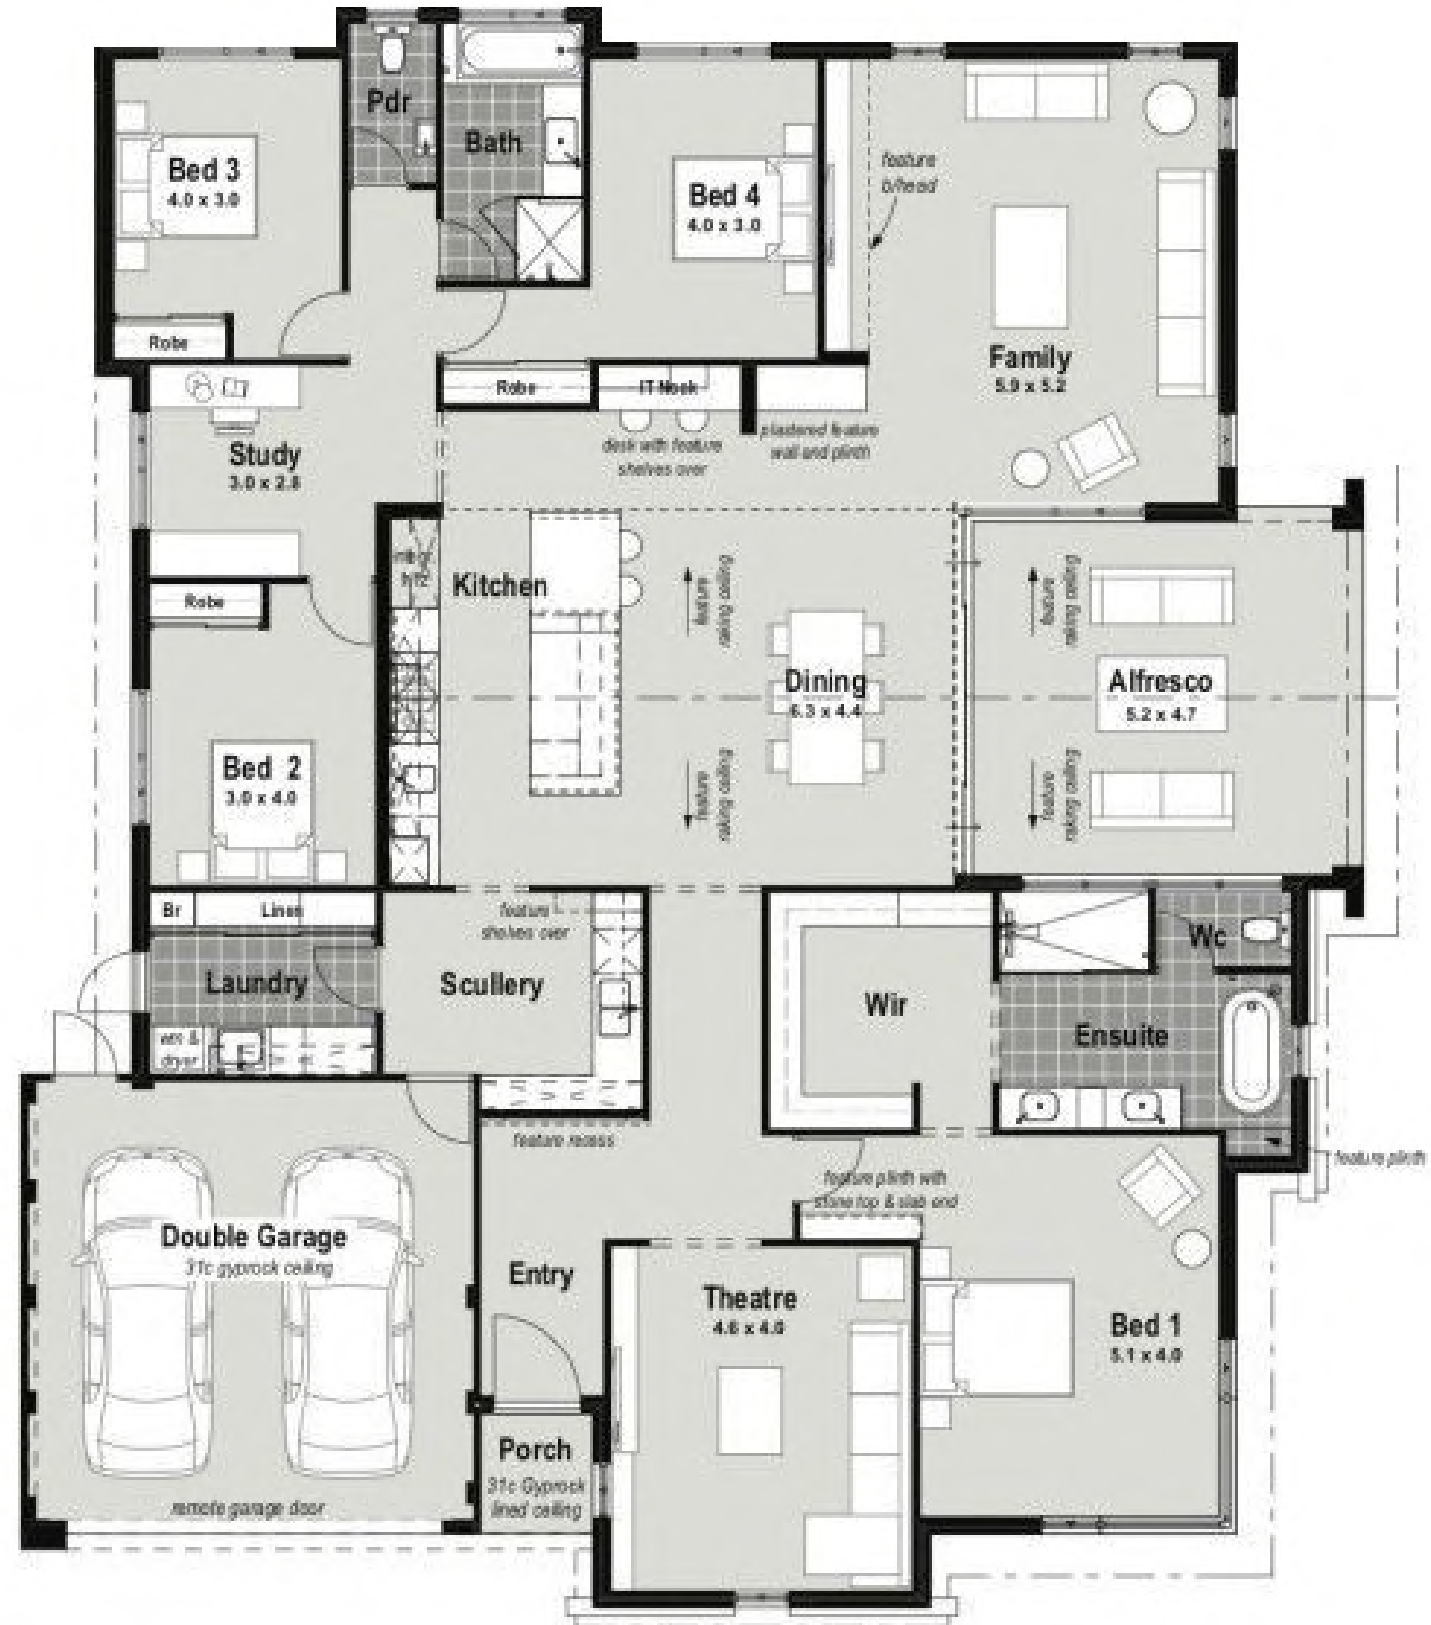 Pdr
Bath
Bed 3
4.0 x 3.0
Bed 4
4.0 x 3.0
feature
b/head
Robe
Family
5.9 x 5.2
Robe
IT Nook
desk with feature
shelves over
plastered feature
wall and plinth
Study
3.0 x 2.8
Robe
Kitchen
feature
raking ceiling
feature
raking ceiling
Dining
6.3 x 4.4
Alfresco
5.2 x 4.7
feature
raking ceiling
feature
raking ceiling
Bed 2
3.0 x 4.0
Br
Linen
feature
shelves over
Laundry
Scullery
wm &
dryer
Wir
Wc
Ensuite
feature plinth
feature recess
feature plinth with
stone top & slab end
Double Garage
31c gyprock ceiling
Entry
Theatre
4.6 x 4.0
Bed 1
5.1 x 4.0
Porch
31c Gyprock
lined ceiling
remote garage door